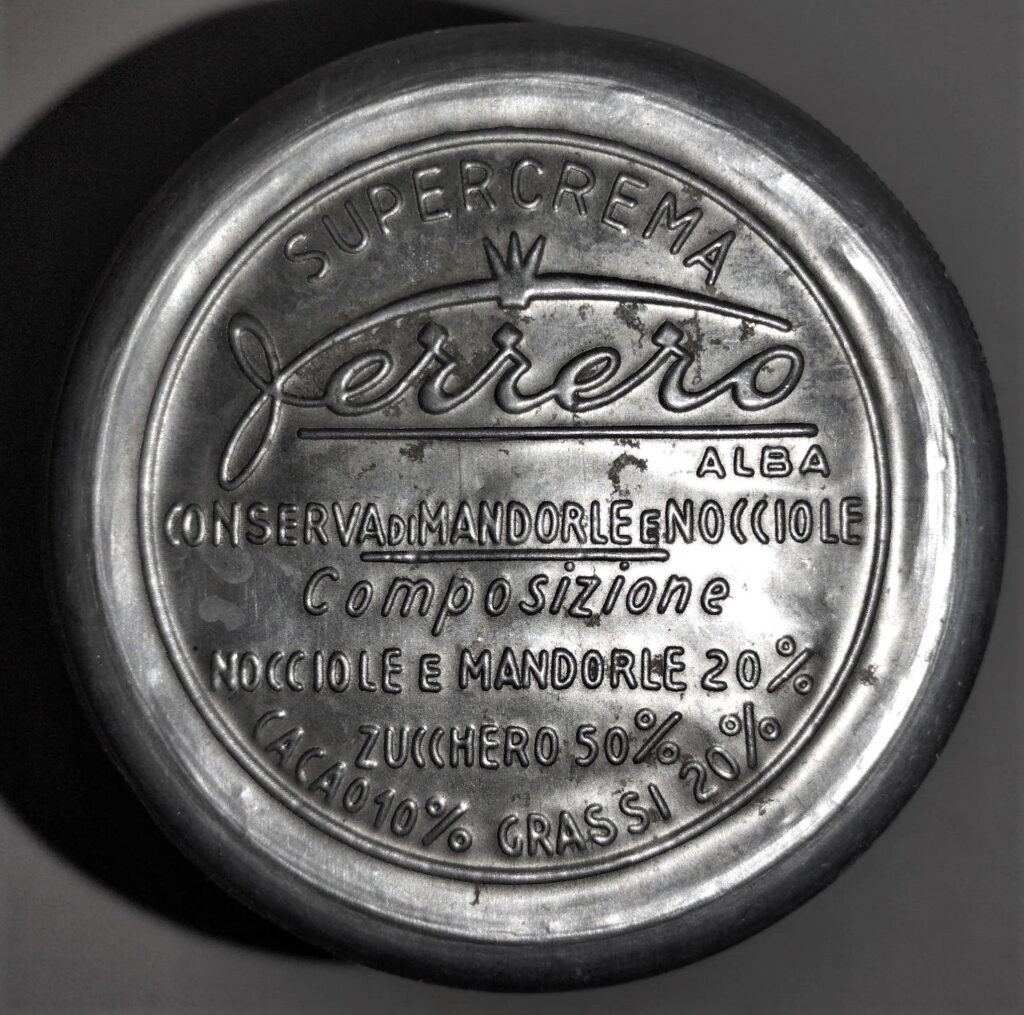 SUPERCREMA
Ferrero
ALBA
CONSERVA DI MANDORLE E NOCCIOLE
Composizione
NOCCIOLE E MANDORLE 20%
ZUCCHERO 50%
CACAO 10% GRASSI 20%